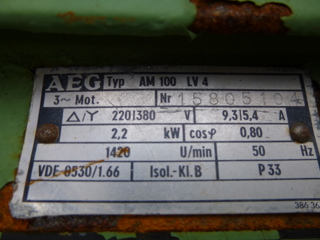 AEG Typ AM 100 LV 4
3~ Mot. Nr 15805104
Δ/Y 220/380 V 9,3/5,4 A
2,2 kW cosφ 0,80
1420 U/min 50 Hz
VDE 0530/1.66 Isol.-Kl.B P 33